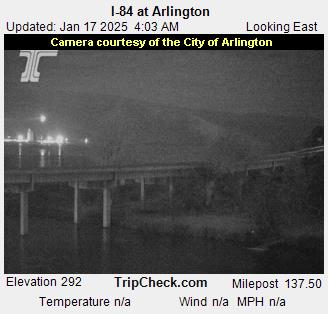 I-84 at Arlington
Updated: Jan 17 2025 4:03 AM Looking East
Camera courtesy of the City of Arlington
Elevation 292 TripCheck.com Milepost 137.50
Temperature n/a Wind n/a MPH n/a